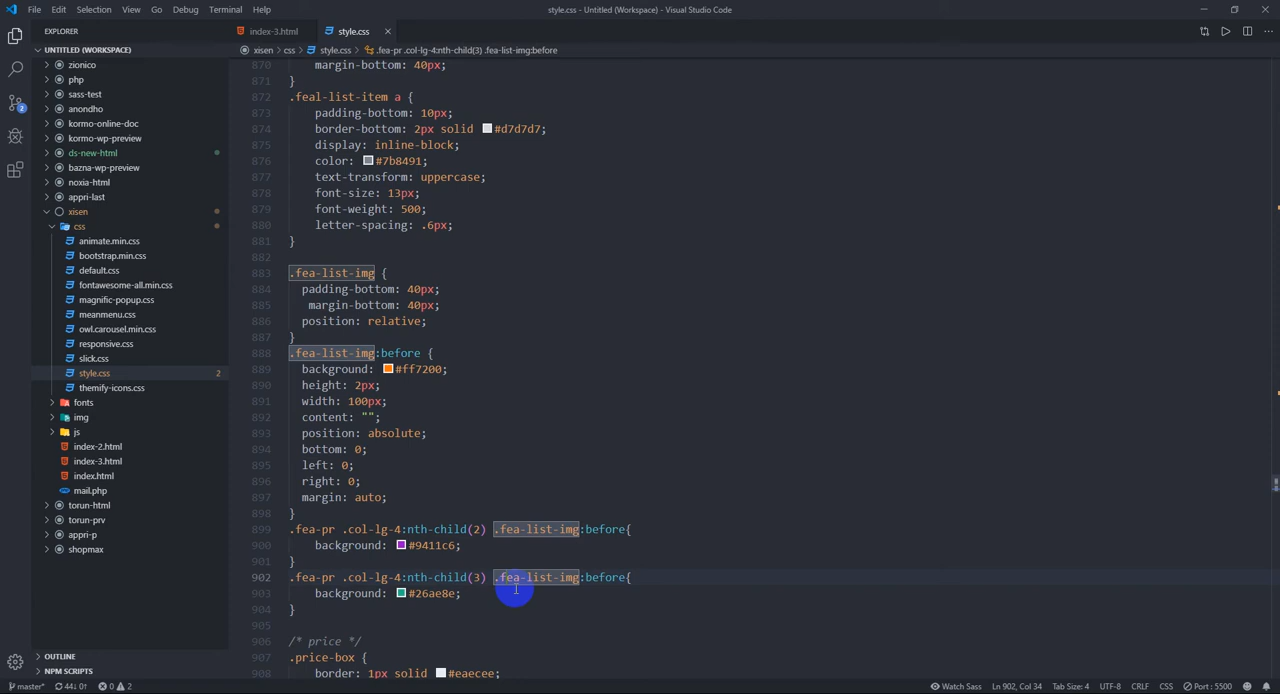 File Edit Selection View Go Debug Terminal Help
style.css - Untitled (Workspace) - Visual Studio Code
EXPLORER
index-3.html
style.css
UNTITLED (WORKSPACE)
xisen > css > style.css > .fea-pr .col-lg-4:nth-child(3) .fea-list-img:before
zionico
php
sass-test
anondho
kormo-online-doc
kormo-wp-preview
ds-new-html
bazna-wp-preview
noxia-html
appri-last
xisen
css
animate.min.css
bootstrap.min.css
default.css
fontawesome-all.min.css
magnific-popup.css
meanmenu.css
owl.carousel.min.css
responsive.css
slick.css
style.css 2
themify-icons.css
fonts
img
js
index-2.html
index-3.html
index.html
mail.php
torun-html
torun-prv
appri-p
shopmax
OUTLINE
NPM SCRIPTS
2
870 margin-bottom: 40px;
871 }
872 .feal-list-item a {
873 padding-bottom: 10px;
874 border-bottom: 2px solid #d7d7d7;
875 display: inline-block;
876 color: #7b8491;
877 text-transform: uppercase;
878 font-size: 13px;
879 font-weight: 500;
880 letter-spacing: .6px;
881 }
882
883 .fea-list-img {
884 padding-bottom: 40px;
885 margin-bottom: 40px;
886 position: relative;
887 }
888 .fea-list-img:before {
889 background: #ff7200;
890 height: 2px;
891 width: 100px;
892 content: "";
893 position: absolute;
894 bottom: 0;
895 left: 0;
896 right: 0;
897 margin: auto;
898 }
899 .fea-pr .col-lg-4:nth-child(2) .fea-list-img:before{
900 background: #9411c6;
901 }
902 .fea-pr .col-lg-4:nth-child(3) .fea-list-img:before{
903 background: #26ae8e;
904 }
905
906 /* price */
907 .price-box {
908 border: 1px solid #eaecee;
master* 44↓ 0↑ 0 2
Watch Sass Ln 902, Col 34 Tab Size: 4 UTF-8 CRLF CSS Port : 5500